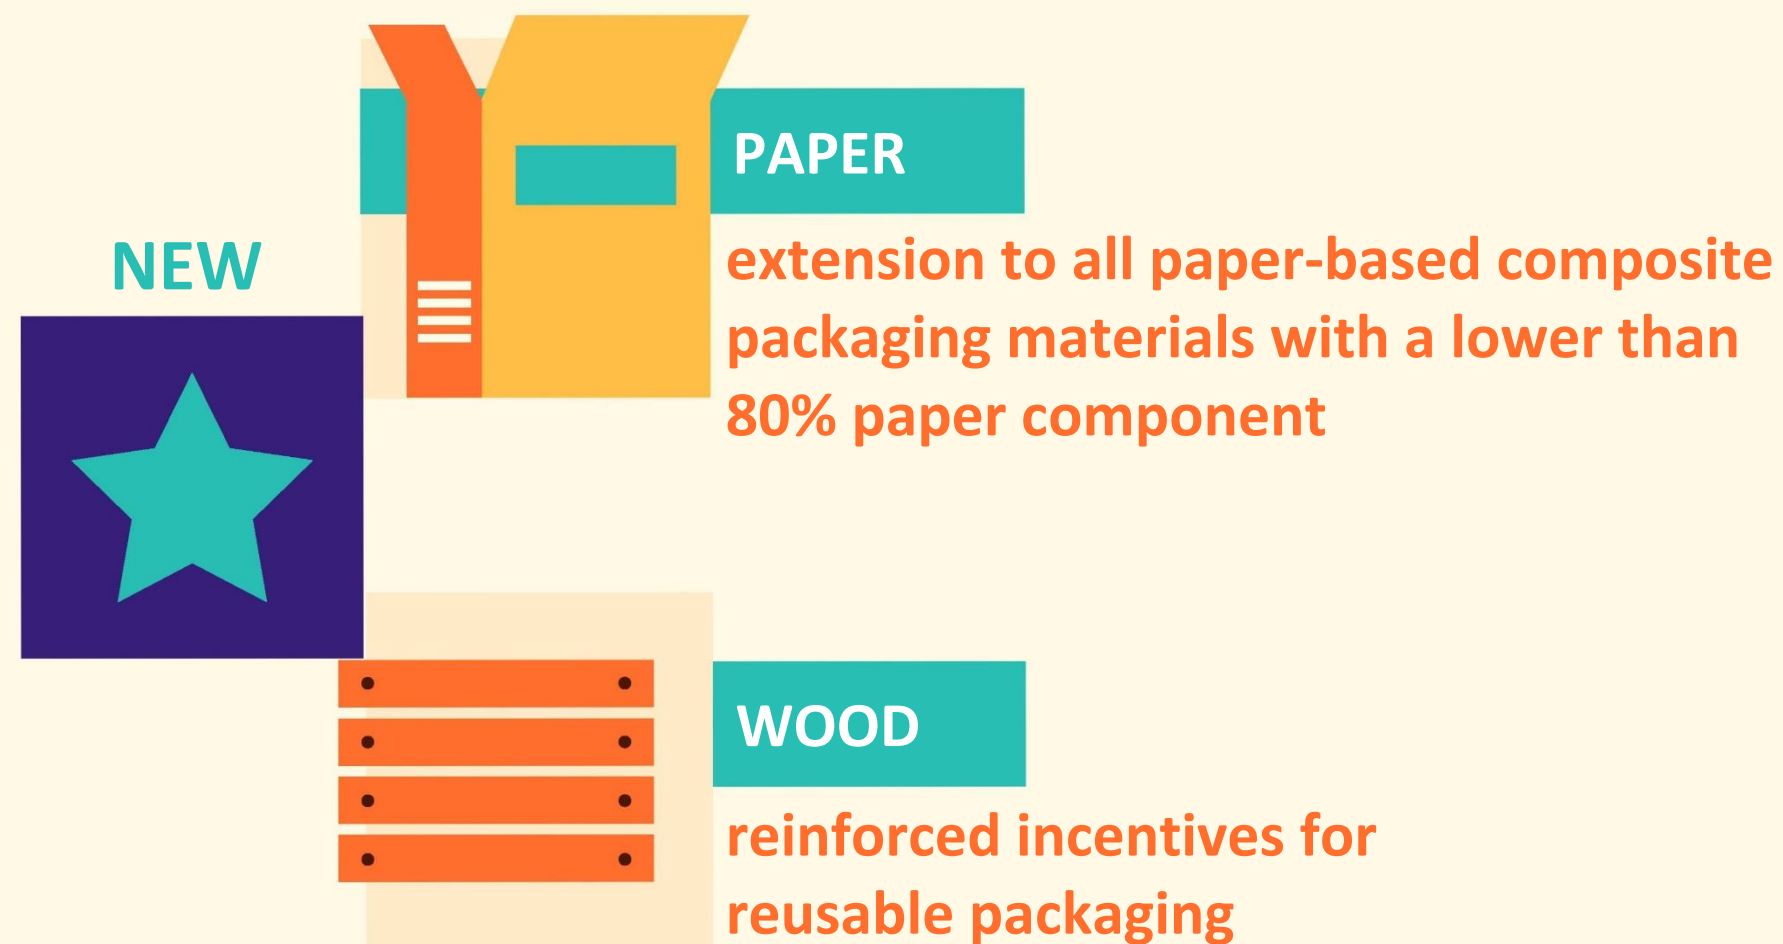 NEW
PAPER
extension to all paper-based composite
packaging materials with a lower than
80% paper component
WOOD
reinforced incentives for
reusable packaging